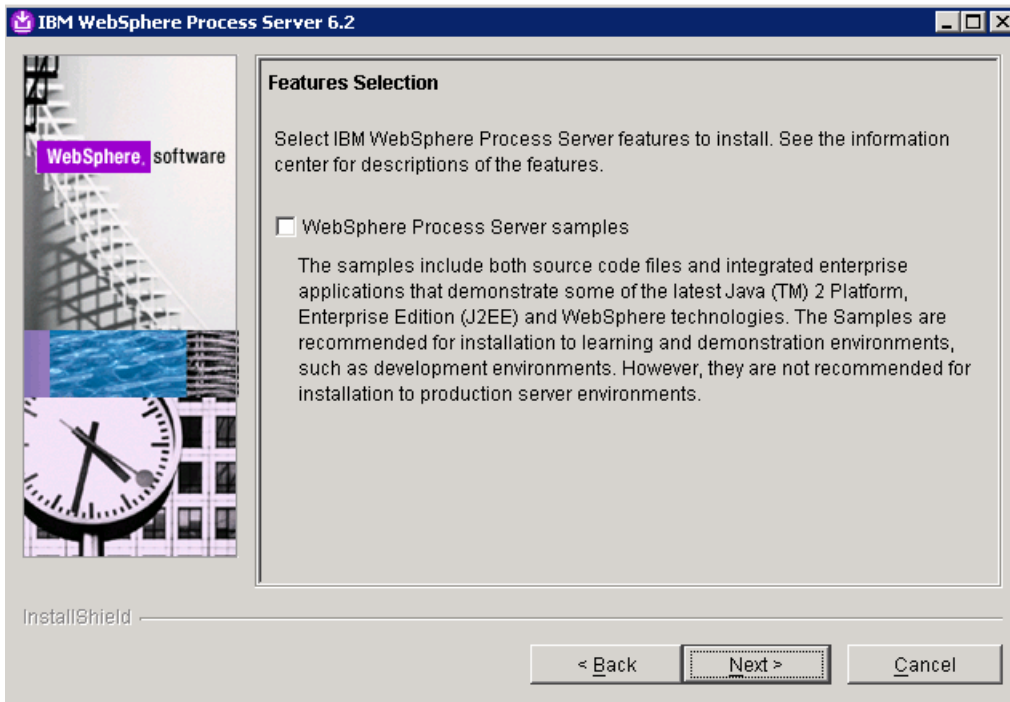 IBM WebSphere Process Server 6.2
WebSphere. software
Features Selection
Select IBM WebSphere Process Server features to install. See the information
center for descriptions of the features.
WebSphere Process Server samples
The samples include both source code files and integrated enterprise
applications that demonstrate some of the latest Java (TM) 2 Platform,
Enterprise Edition (J2EE) and WebSphere technologies. The Samples are
recommended for installation to learning and demonstration environments,
such as development environments. However, they are not recommended for
installation to production server environments.
InstallShield
< Back Next > Cancel